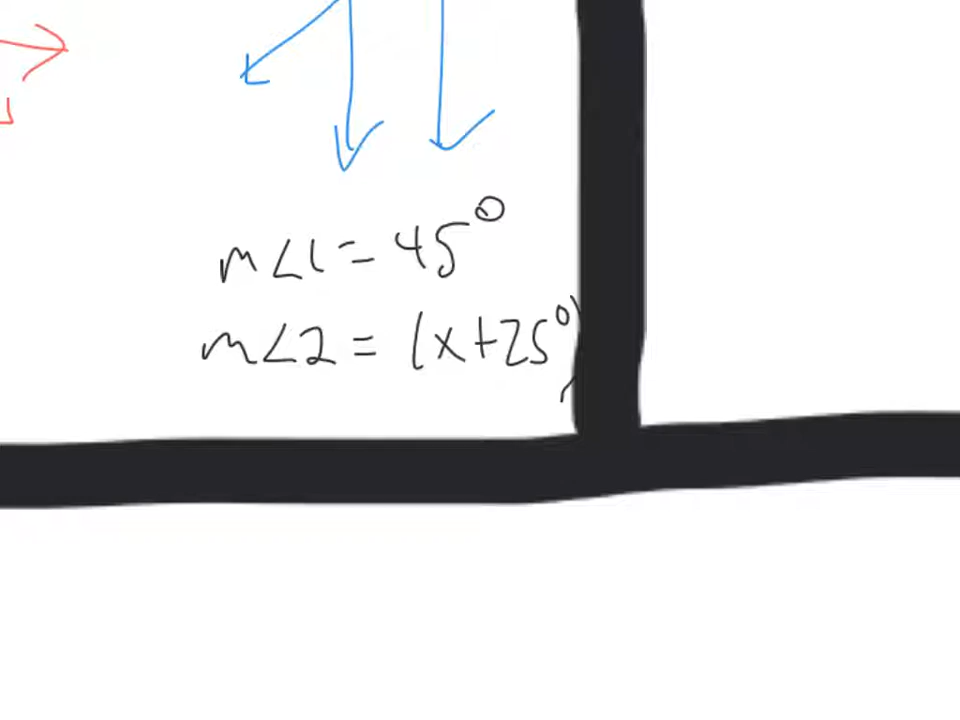 m∠1 = 45°
m∠2 = (x+25°)